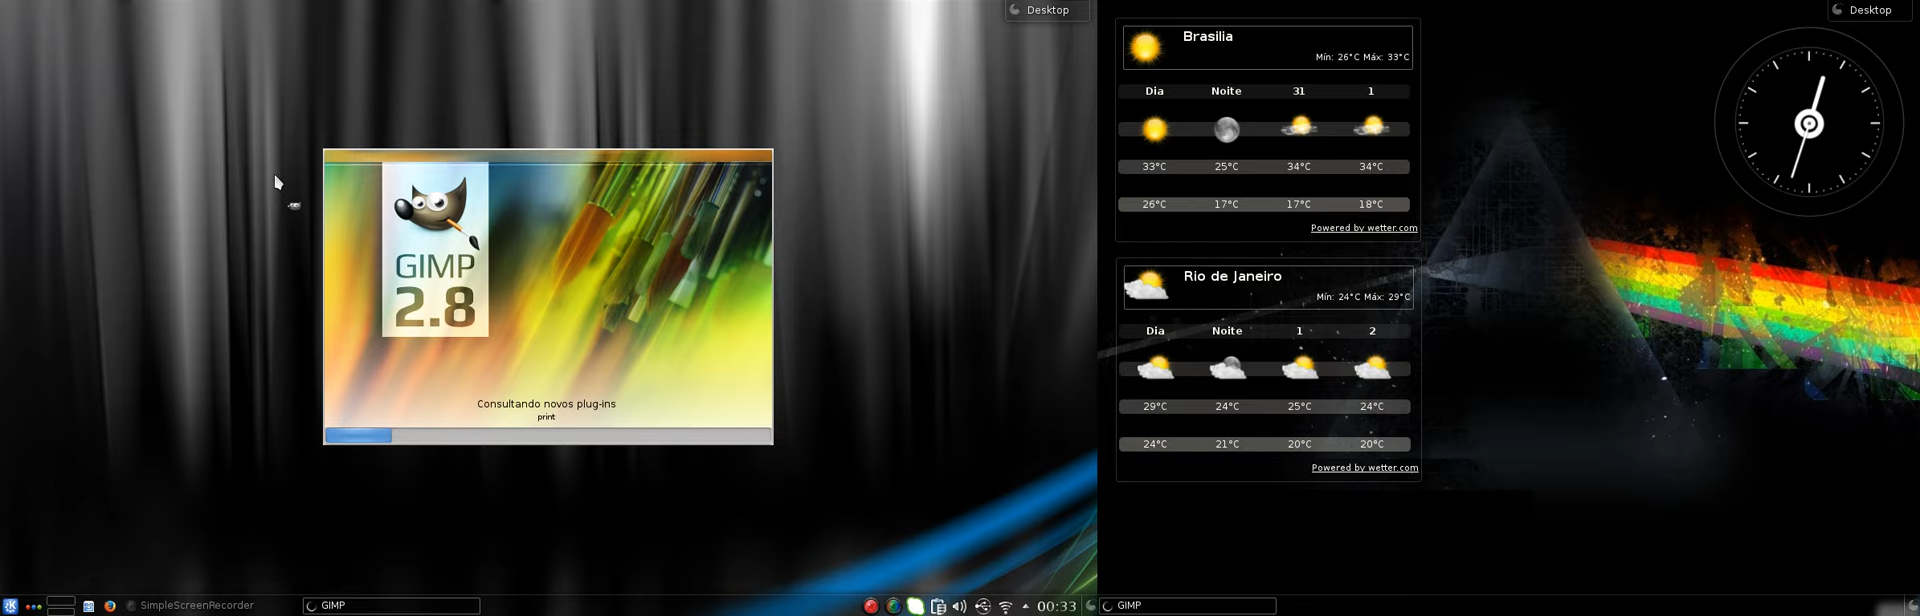 Desktop
GIMP
2.8
Consultando novos plug-ins
print
SimpleScreenRecorder
GIMP
00:33
Desktop
Brasilia
Mín: 26°C Máx: 33°C
Dia Noite 31 1
33°C 25°C 34°C 34°C
26°C 17°C 17°C 18°C
Powered by wetter.com
Rio de Janeiro
Mín: 24°C Máx: 29°C
Dia Noite 1 2
29°C 24°C 25°C 24°C
24°C 21°C 20°C 20°C
Powered by wetter.com
GIMP